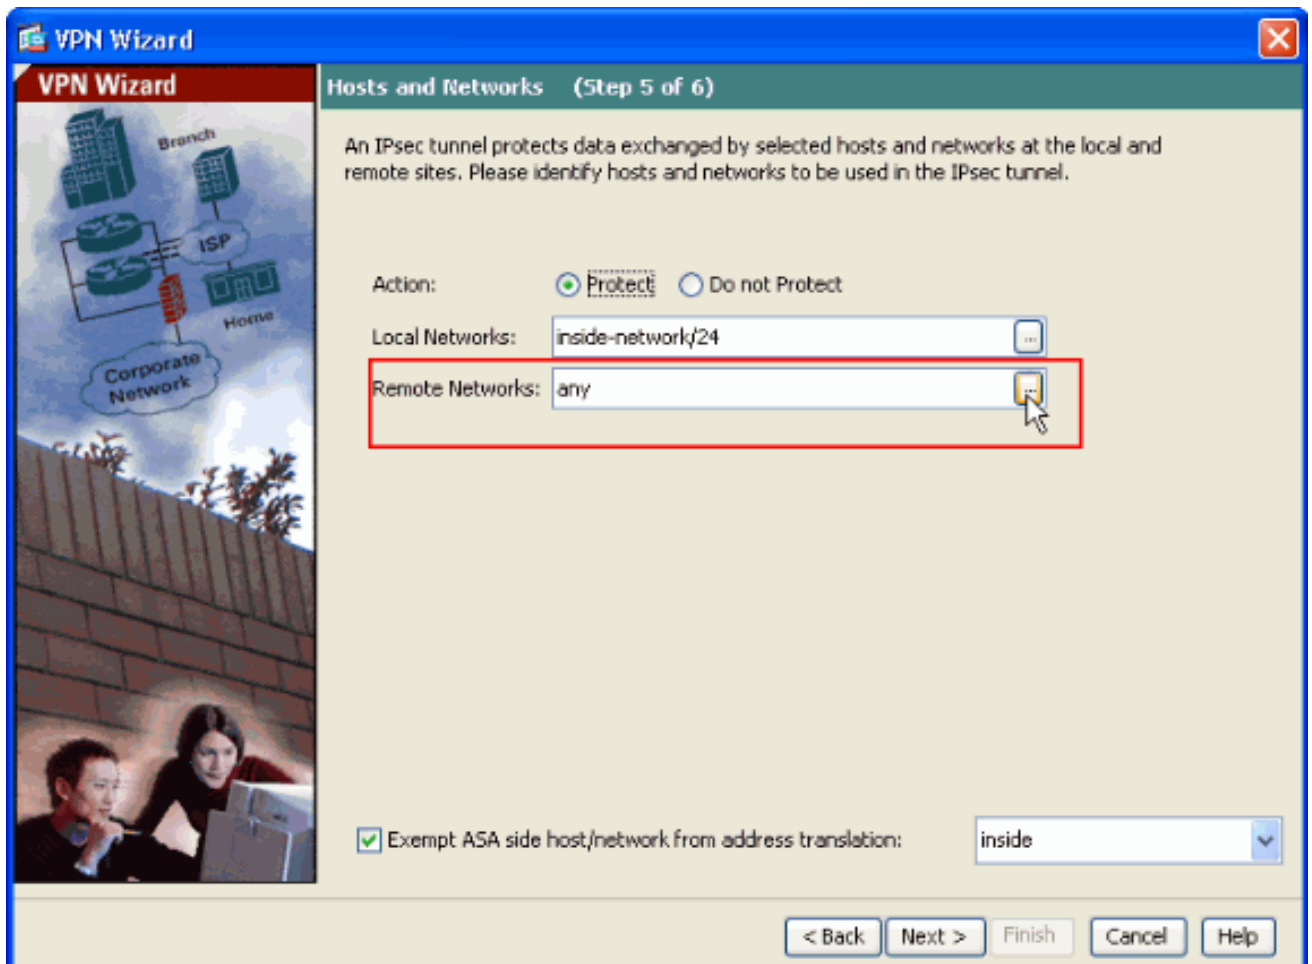 VPN Wizard
VPN Wizard
Hosts and Networks (Step 5 of 6)
Branch
ISP
Home
Corporate
Network
An IPsec tunnel protects data exchanged by selected hosts and networks at the local and
remote sites. Please identify hosts and networks to be used in the IPsec tunnel.
Action: Protect Do not Protect
Local Networks: inside-network/24 ...
Remote Networks: any ...
Exempt ASA side host/network from address translation: inside
< Back Next > Finish Cancel Help